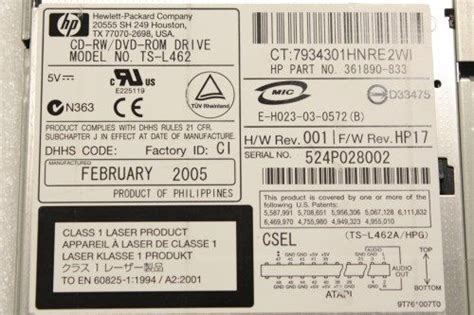 hp
Hewlett-Packard Company
20555 SH 249 Houston,
TX 77070-2698, USA.
CD-RW/DVD-ROM DRIVE
MODEL NO. TS-L462
5V
E225119
N363
TÜV Rheinland
PRODUCT COMPLIES WITH DHHS RULES 21 CFR.
SUBCHAPTER J IN EFFECT AT DATE OF MANUFACTURE.
DHHS CODE: Factory ID: CI
MANUFACTURED
FEBRUARY 2005
PRODUCT OF PHILIPPINES
CLASS 1 LASER PRODUCT
APPAREIL À LASER DE CLASSE 1
LASER KLASSE 1 PRODUCT
クラス 1 レーザー製品
TO EN 60825-1:1994 / A2:2001
CT:7934301HNRE2WI
HP PART NO. 361890-833
MIC
D33475
E-H023-03-0572 (B)
H/W Rev. 001 F/W Rev. HP17
SERIAL NO. 524P028002
This product is covered by one or more of the
following U.S. Patents:
5,587,991 5,708,651 5,956,306 5,067,128 6,111,832
6,469,970 4,755,980 4,949,323 4,955,010
CSEL
(TS-L462A/HPG)
TOP
AUDIO
OUT
BOTTOM
ATAPI
9T76*007T0